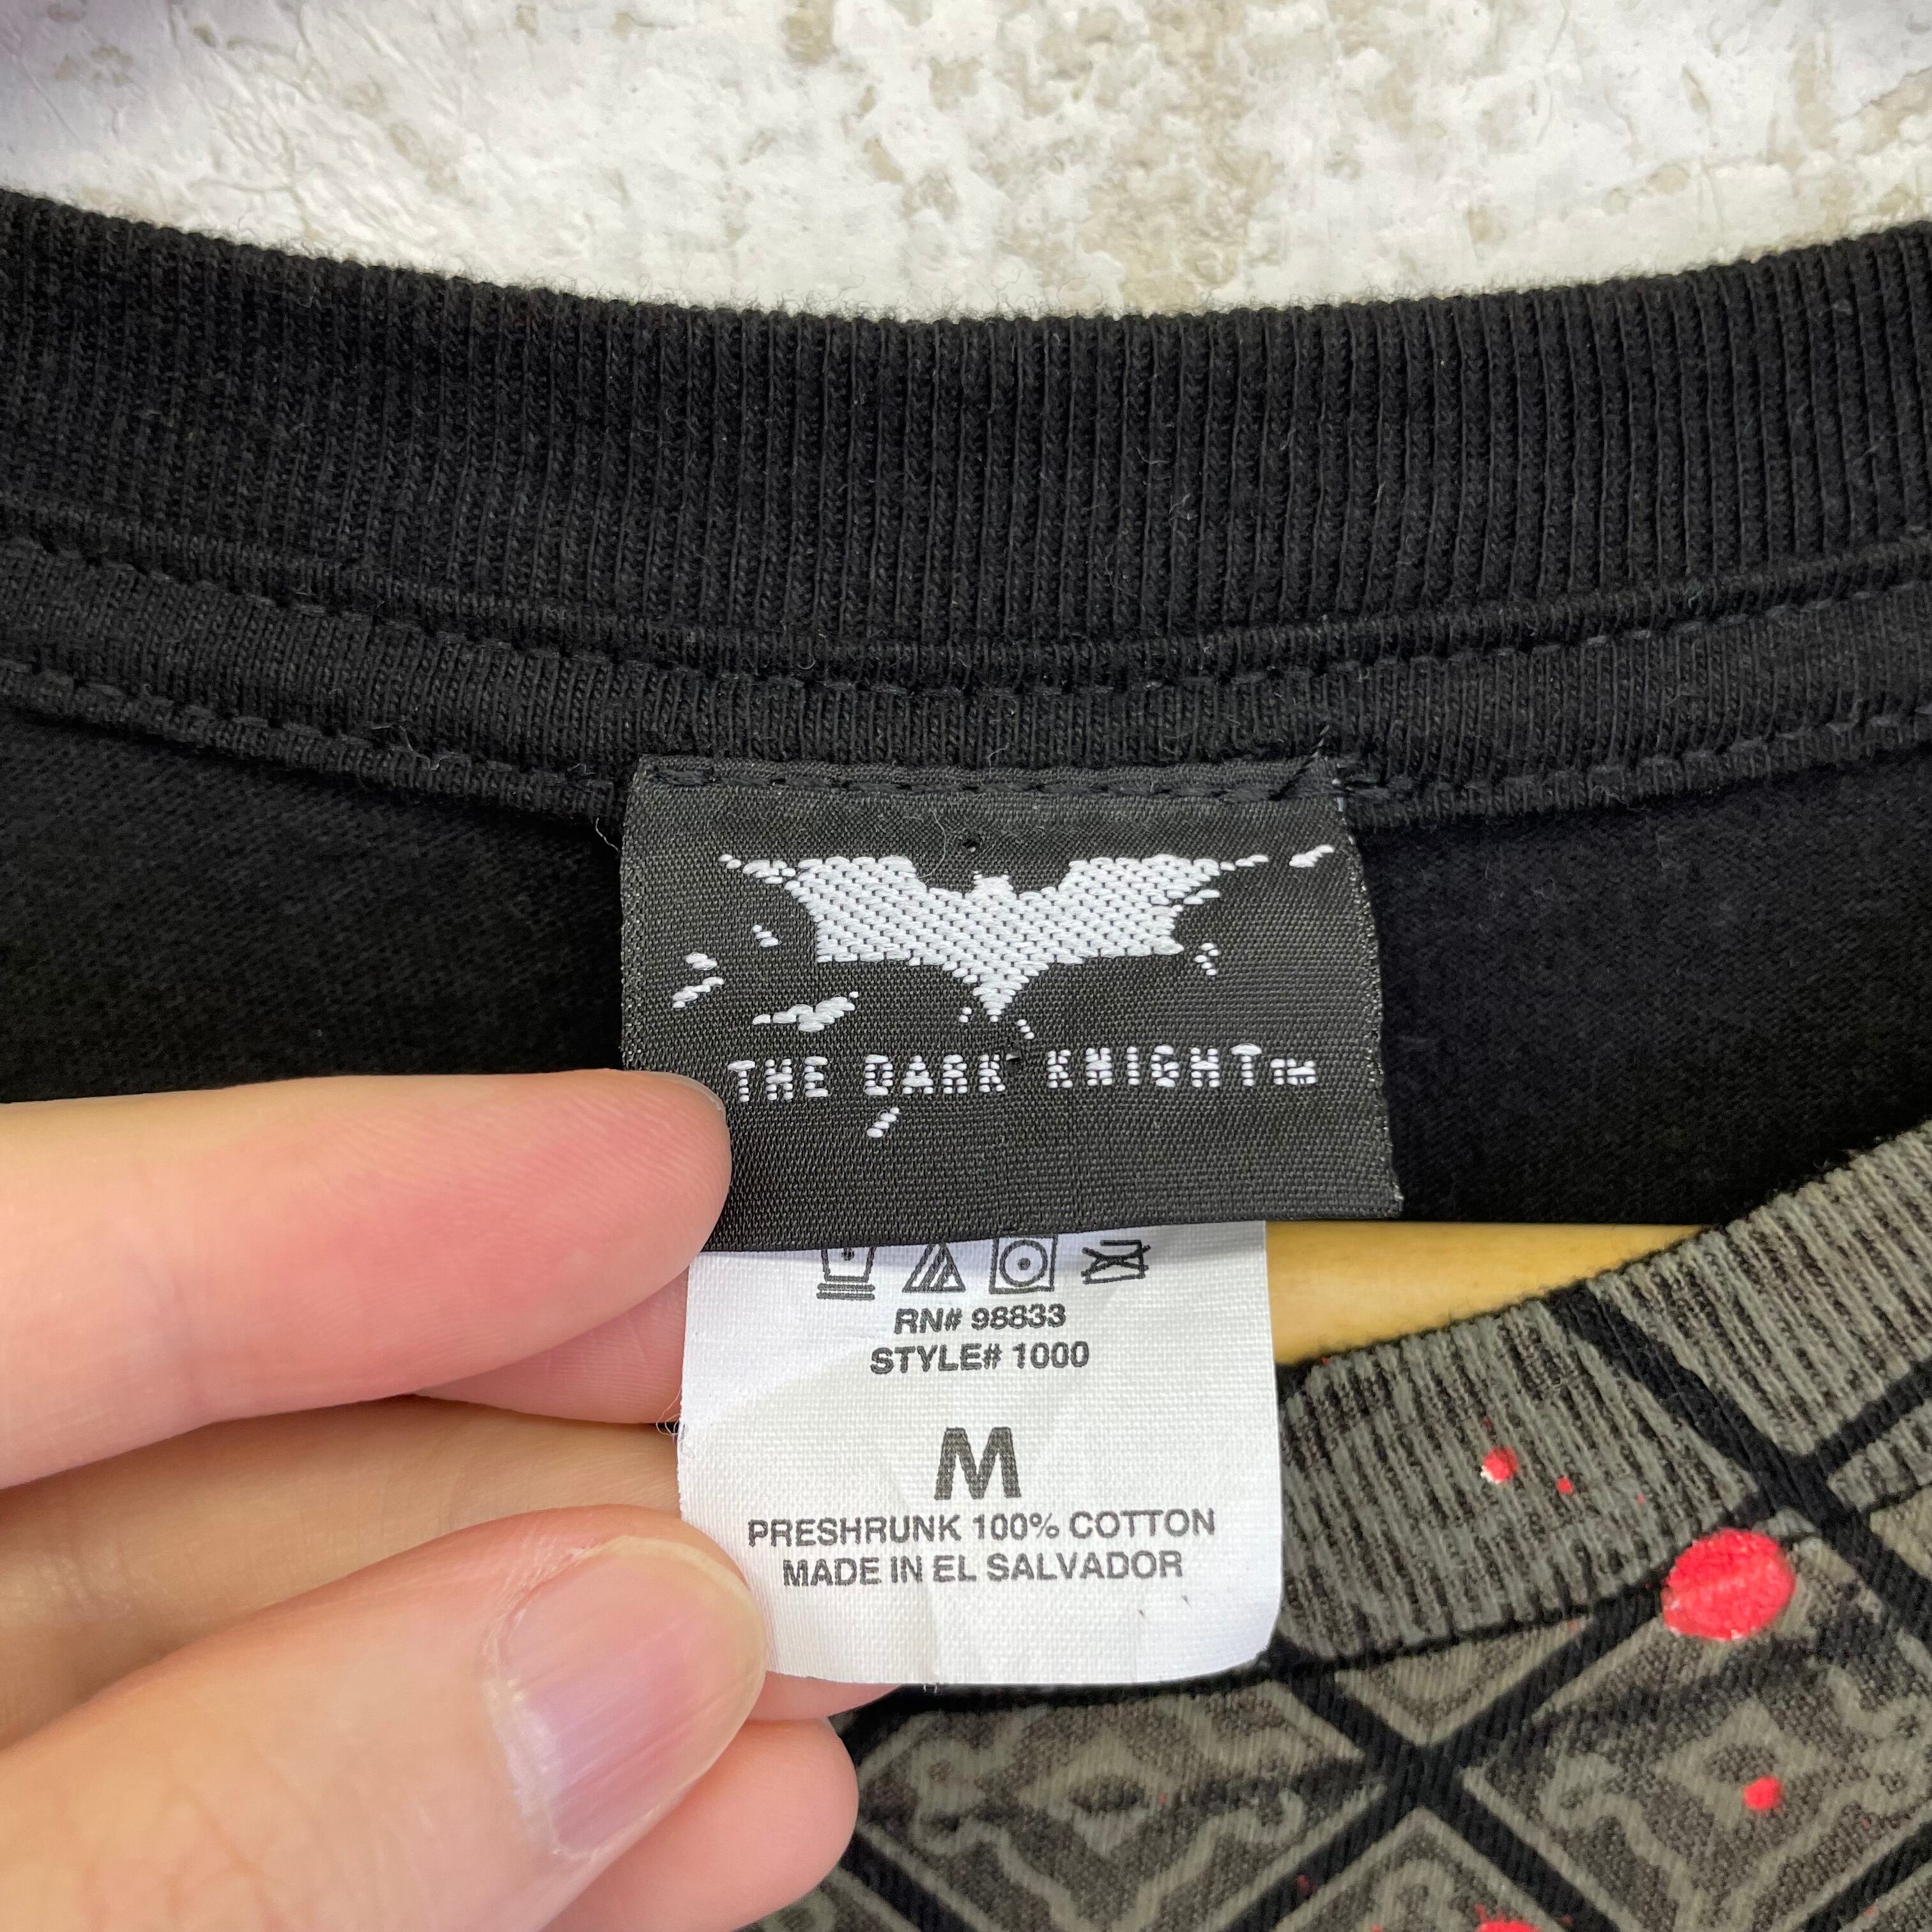 THE DARK KNIGHT™
RN# 98833
STYLE# 1000
M
PRESHRUNK 100% COTTON
MADE IN EL SALVADOR